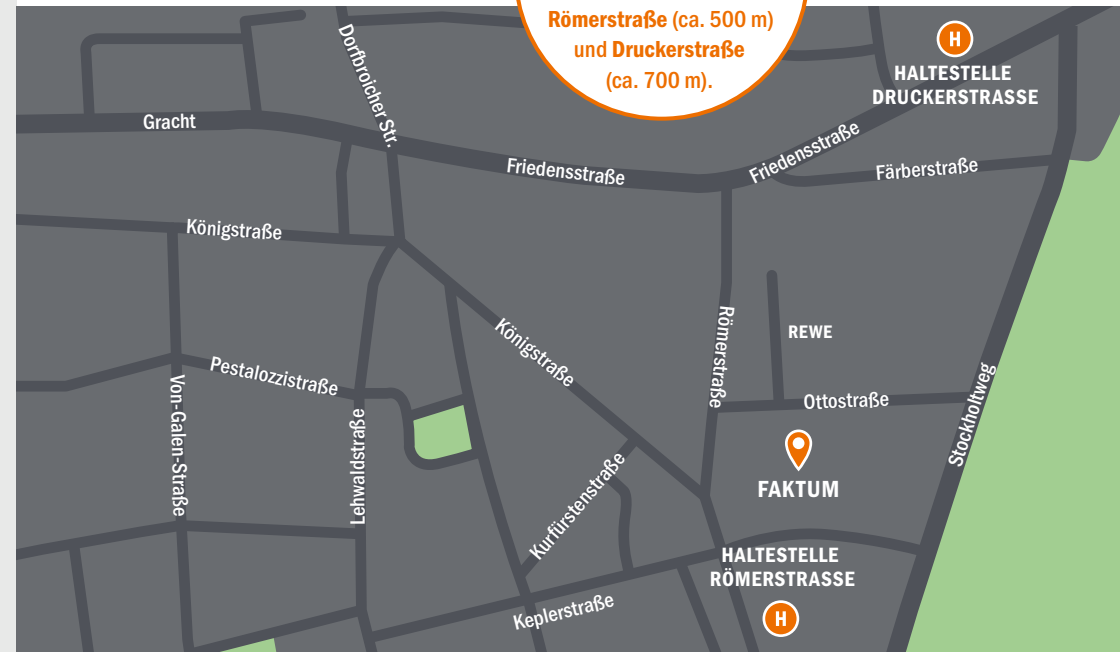 Römerstraße (ca. 500 m)
und Druckerstraße
(ca. 700 m).
H
HALTESTELLE
DRUCKERSTRASSE
Dorfbroicher Str.
Gracht
Friedensstraße
Friedensstraße
Färberstraße
Königstraße
Königstraße
Römerstraße
REWE
Pestalozzistraße
Ottostraße
Von-Galen-Straße
Lehwaldstraße
Stockholtweg
FAKTUM
Kurfürstenstraße
HALTESTELLE
RÖMERSTRASSE
H
Keplerstraße